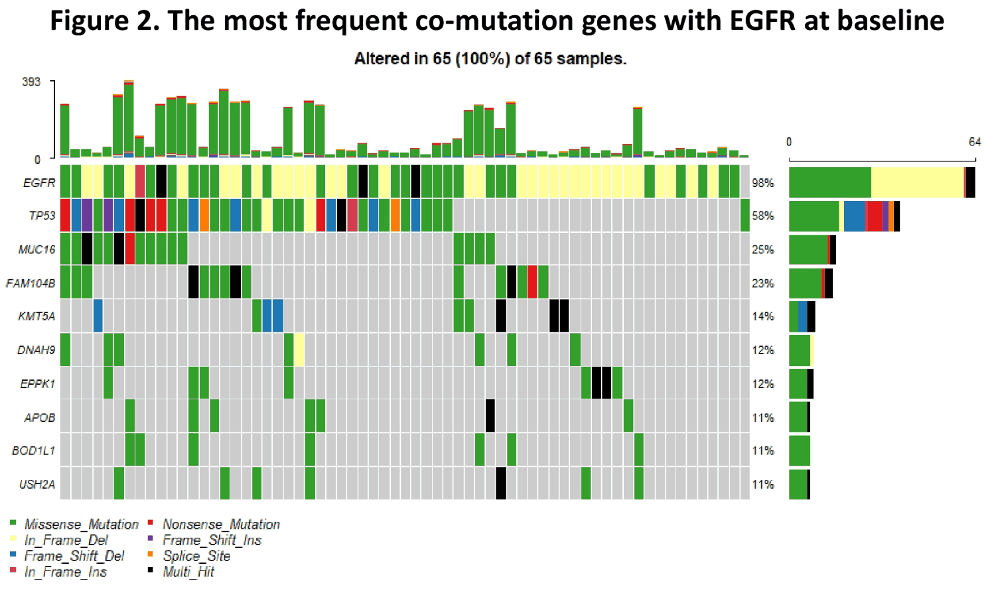 Figure 2. The most frequent co-mutation genes with EGFR at baseline
Altered in 65 (100%) of 65 samples.
393
0
0 64
EGFR 98%
TP53 58%
MUC16 25%
FAM104B 23%
KMT5A 14%
DNAH9 12%
EPPK1 12%
APOB 11%
BOD1L1 11%
USH2A 11%
Missense_Mutation Nonsense_Mutation
In_Frame_Del Frame_Shift_Ins
Frame_Shift_Del Splice_Site
In_Frame_Ins Multi_Hit